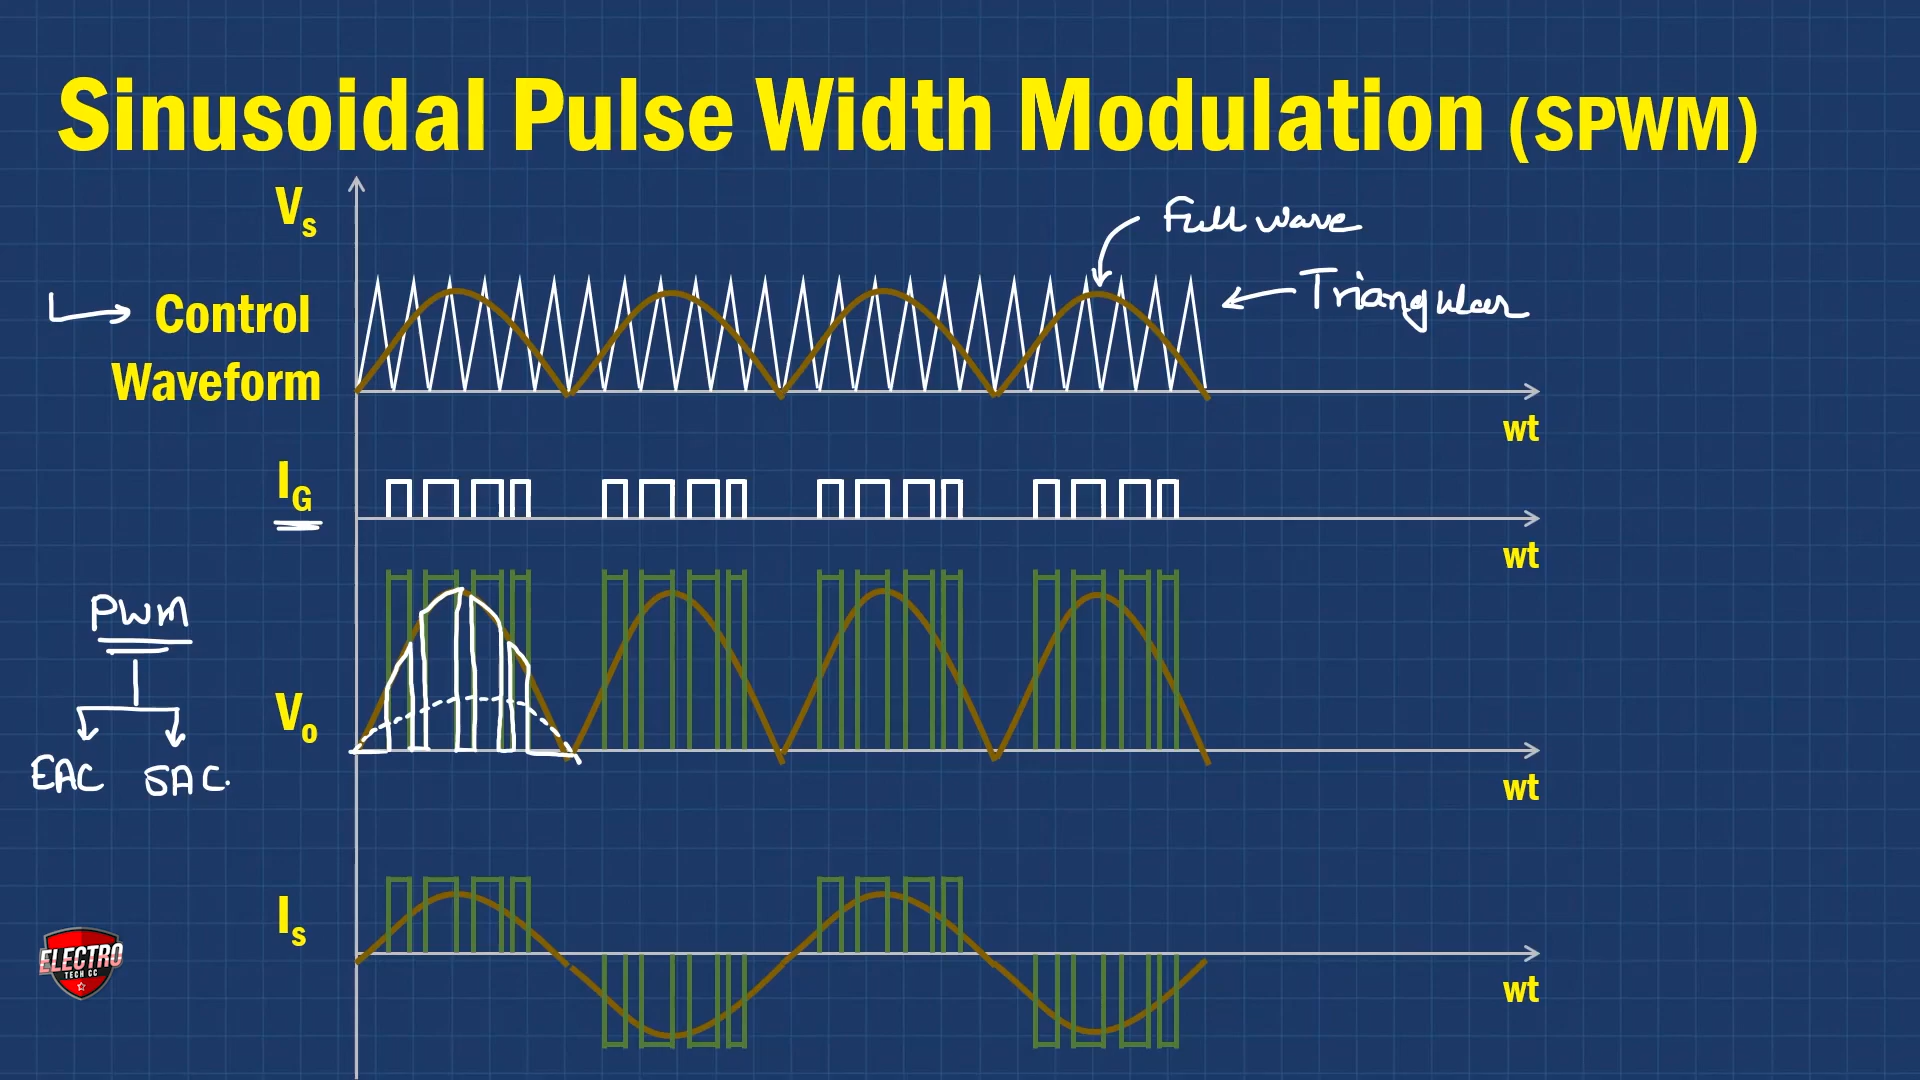 Sinusoidal Pulse Width Modulation (SPWM)
Vs
Full wave
Triangular
Control
Waveform
wt
IG
wt
PWM
EAC SAC.
Vo
wt
Is
wt
ELECTRO
TECH CC